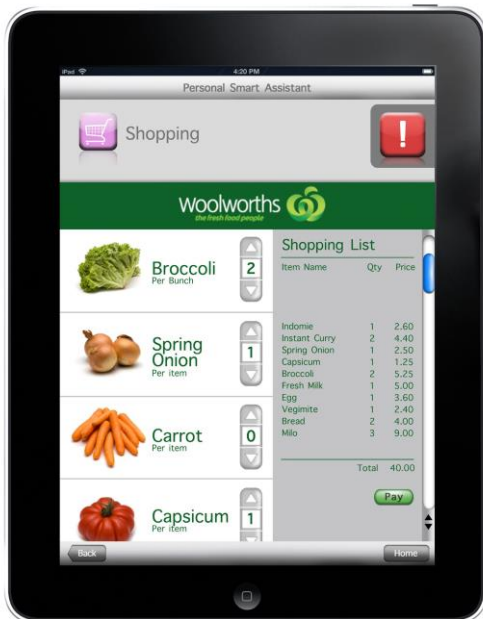 iPad 4:20 PM
Personal Smart Assistant
Shopping
!
Woolworths
the fresh food people
Broccoli
Per Bunch
2
Spring
Onion
Per item
1
Carrot
Per item
0
Capsicum
Per item
1
Shopping List
Item Name Qty Price
Indomie 1 2.60
Instant Curry 2 4.40
Spring Onion 1 2.50
Capsicum 1 1.25
Broccoli 2 5.25
Fresh Milk 1 5.00
Egg 1 3.60
Vegimite 1 2.40
Bread 2 4.00
Milo 3 9.00
Total 40.00
Pay
Back Home